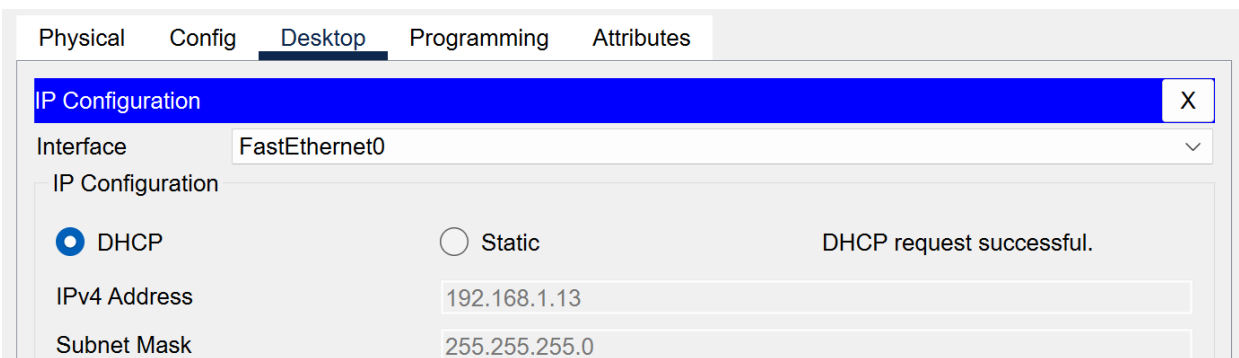 Physical Config Desktop Programming Attributes
IP Configuration X
Interface FastEthernet0
IP Configuration
DHCP Static DHCP request successful.
IPv4 Address 192.168.1.13
Subnet Mask 255.255.255.0